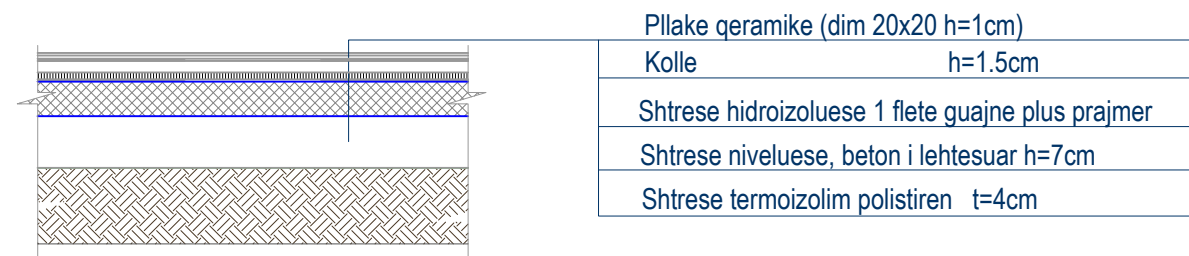 Pllake qeramike (dim 20x20 h=1cm)
Kolle h=1.5cm
Shtrese hidroizoluese 1 flete guajne plus prajmer
Shtrese niveluese, beton i lehtesuar h=7cm
Shtrese termoizolim polistiren t=4cm